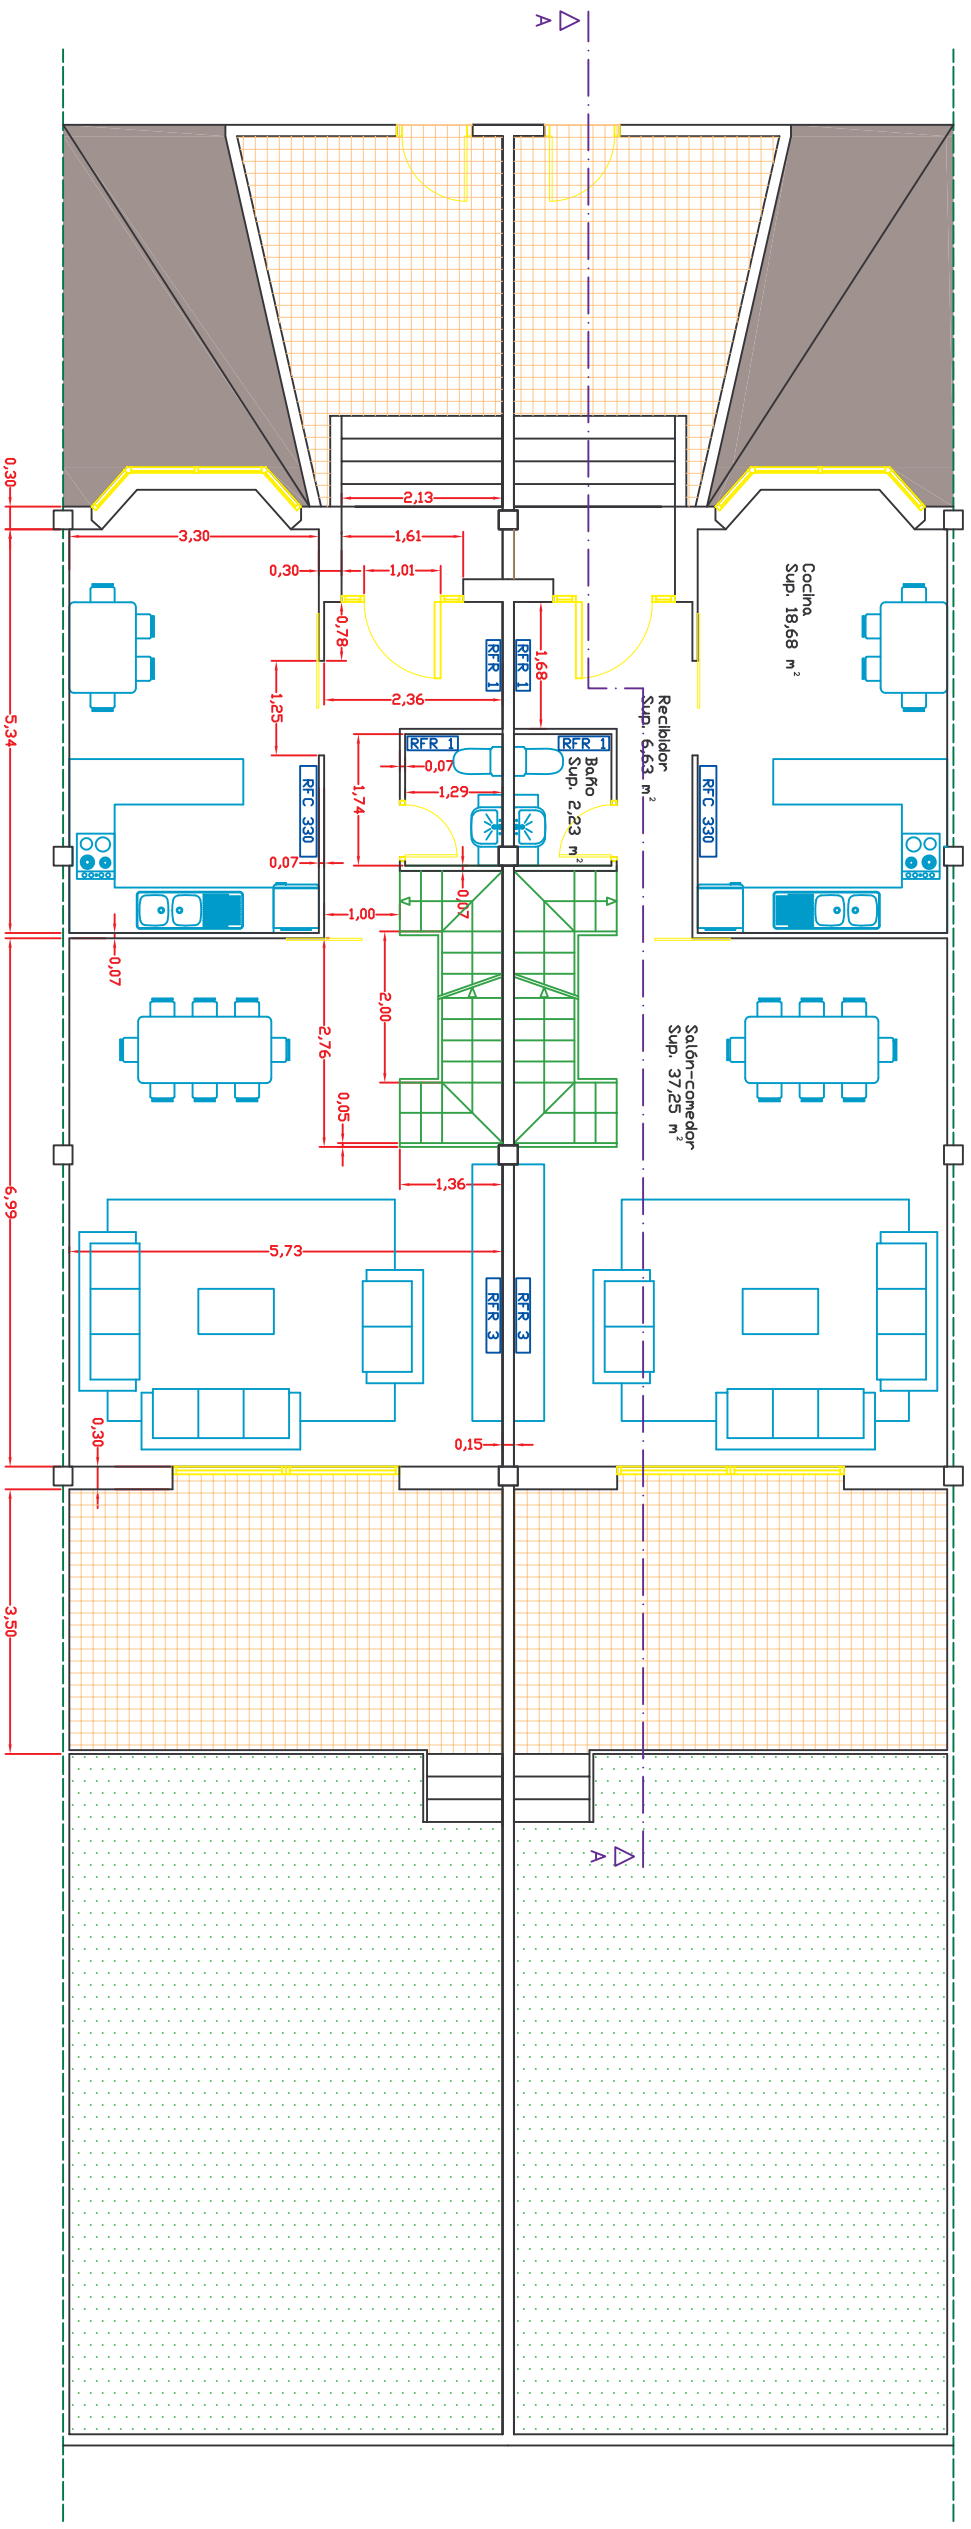 A
0,30
2,13
3,30
1,61
0,30
1,01
Cocina
Sup. 18,68 m²
0,78
RFR 1
RFR 1
1,68
2,36
1,25
5,34
Recibidor
Sup. 6,63 m²
RFR 1
RFR 1
0,07
1,29
1,74
Baño
Sup. 2,23 m²
RFC 330
RFC 330
0,07
0,07
1,00
0,07
2,00
2,76
Salón-comedor
Sup. 37,25 m²
0,05
1,36
6,99
5,73
RFR 3
RFR 3
0,15
0,30
3,50
A